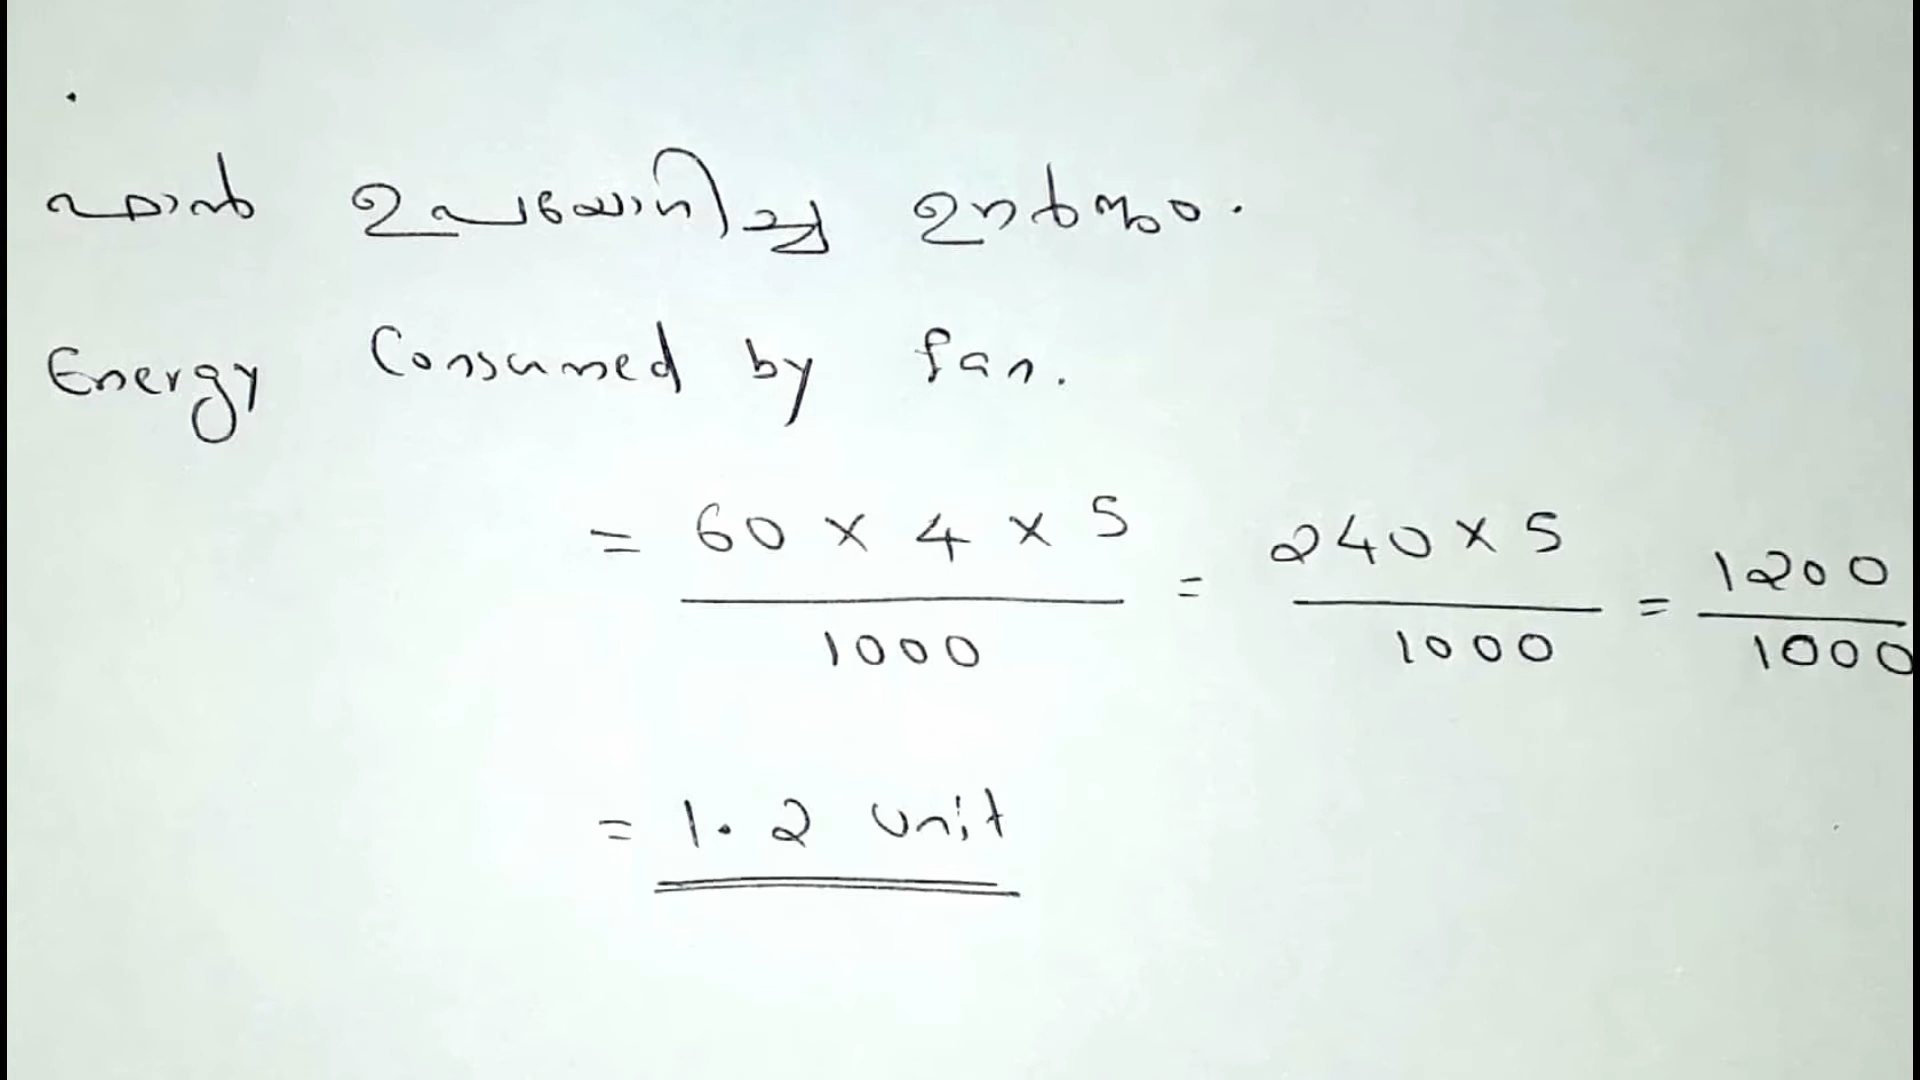 ഫാൻ ഉപയോഗിച്ച ഊർജ്ജം.
Energy Consumed by fan.
= 60 × 4 × 5 / 1000 = 240 × 5 / 1000 = 1200 / 1000
= 1.2 unit